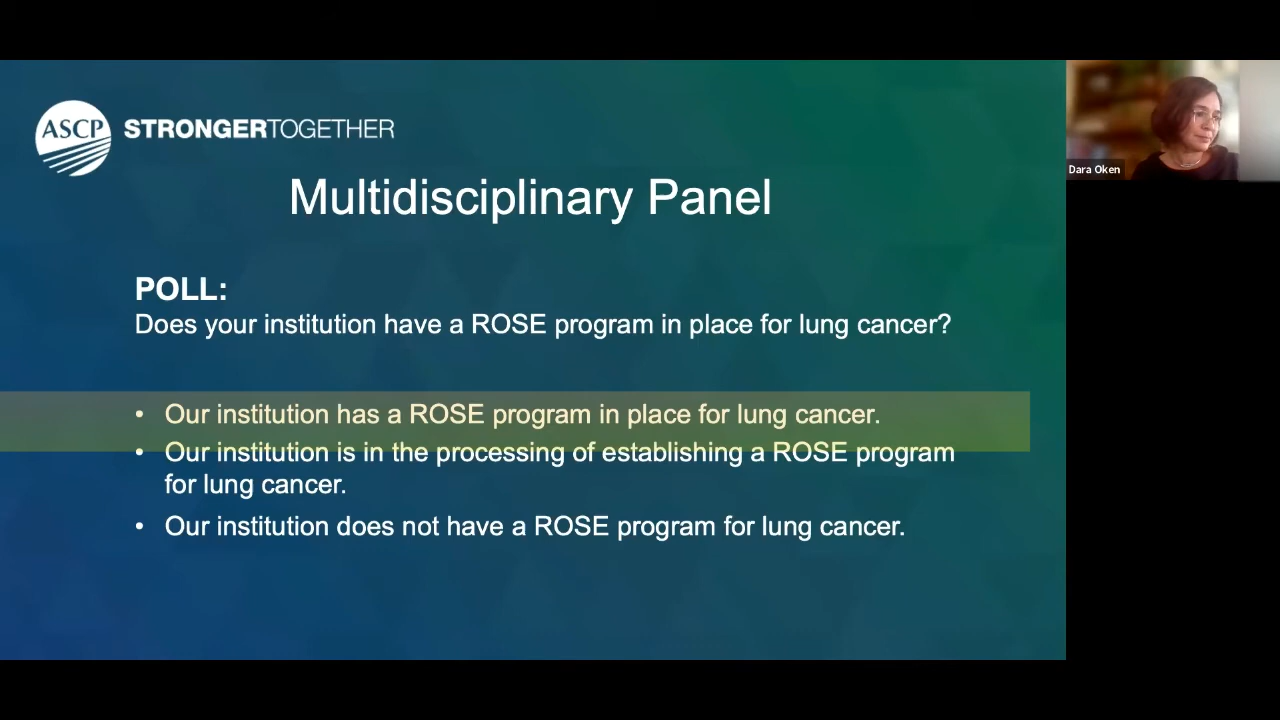 ASCP STRONGERTOGETHER
Multidisciplinary Panel
POLL:
Does your institution have a ROSE program in place for lung cancer?
• Our institution has a ROSE program in place for lung cancer.
• Our institution is in the processing of establishing a ROSE program
for lung cancer.
• Our institution does not have a ROSE program for lung cancer.
Dara Oken